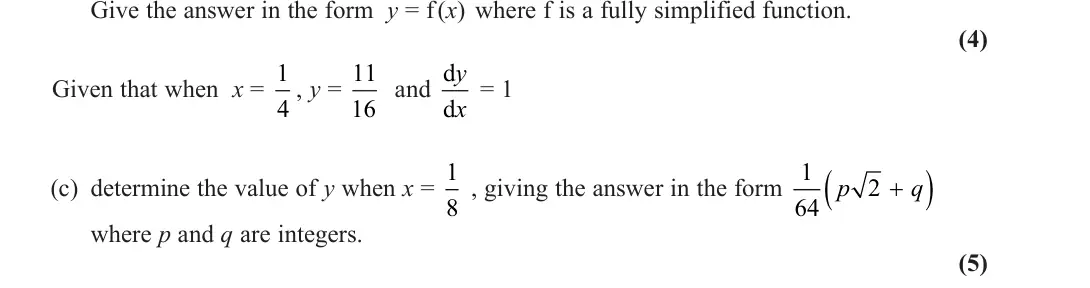 Give the answer in the form y = f(x) where f is a fully simplified function.
(4)
Given that when x = 1/4, y = 11/16 and dy/dx = 1
(c) determine the value of y when x = 1/8, giving the answer in the form 1/64(p√2 + q)
where p and q are integers.
(5)